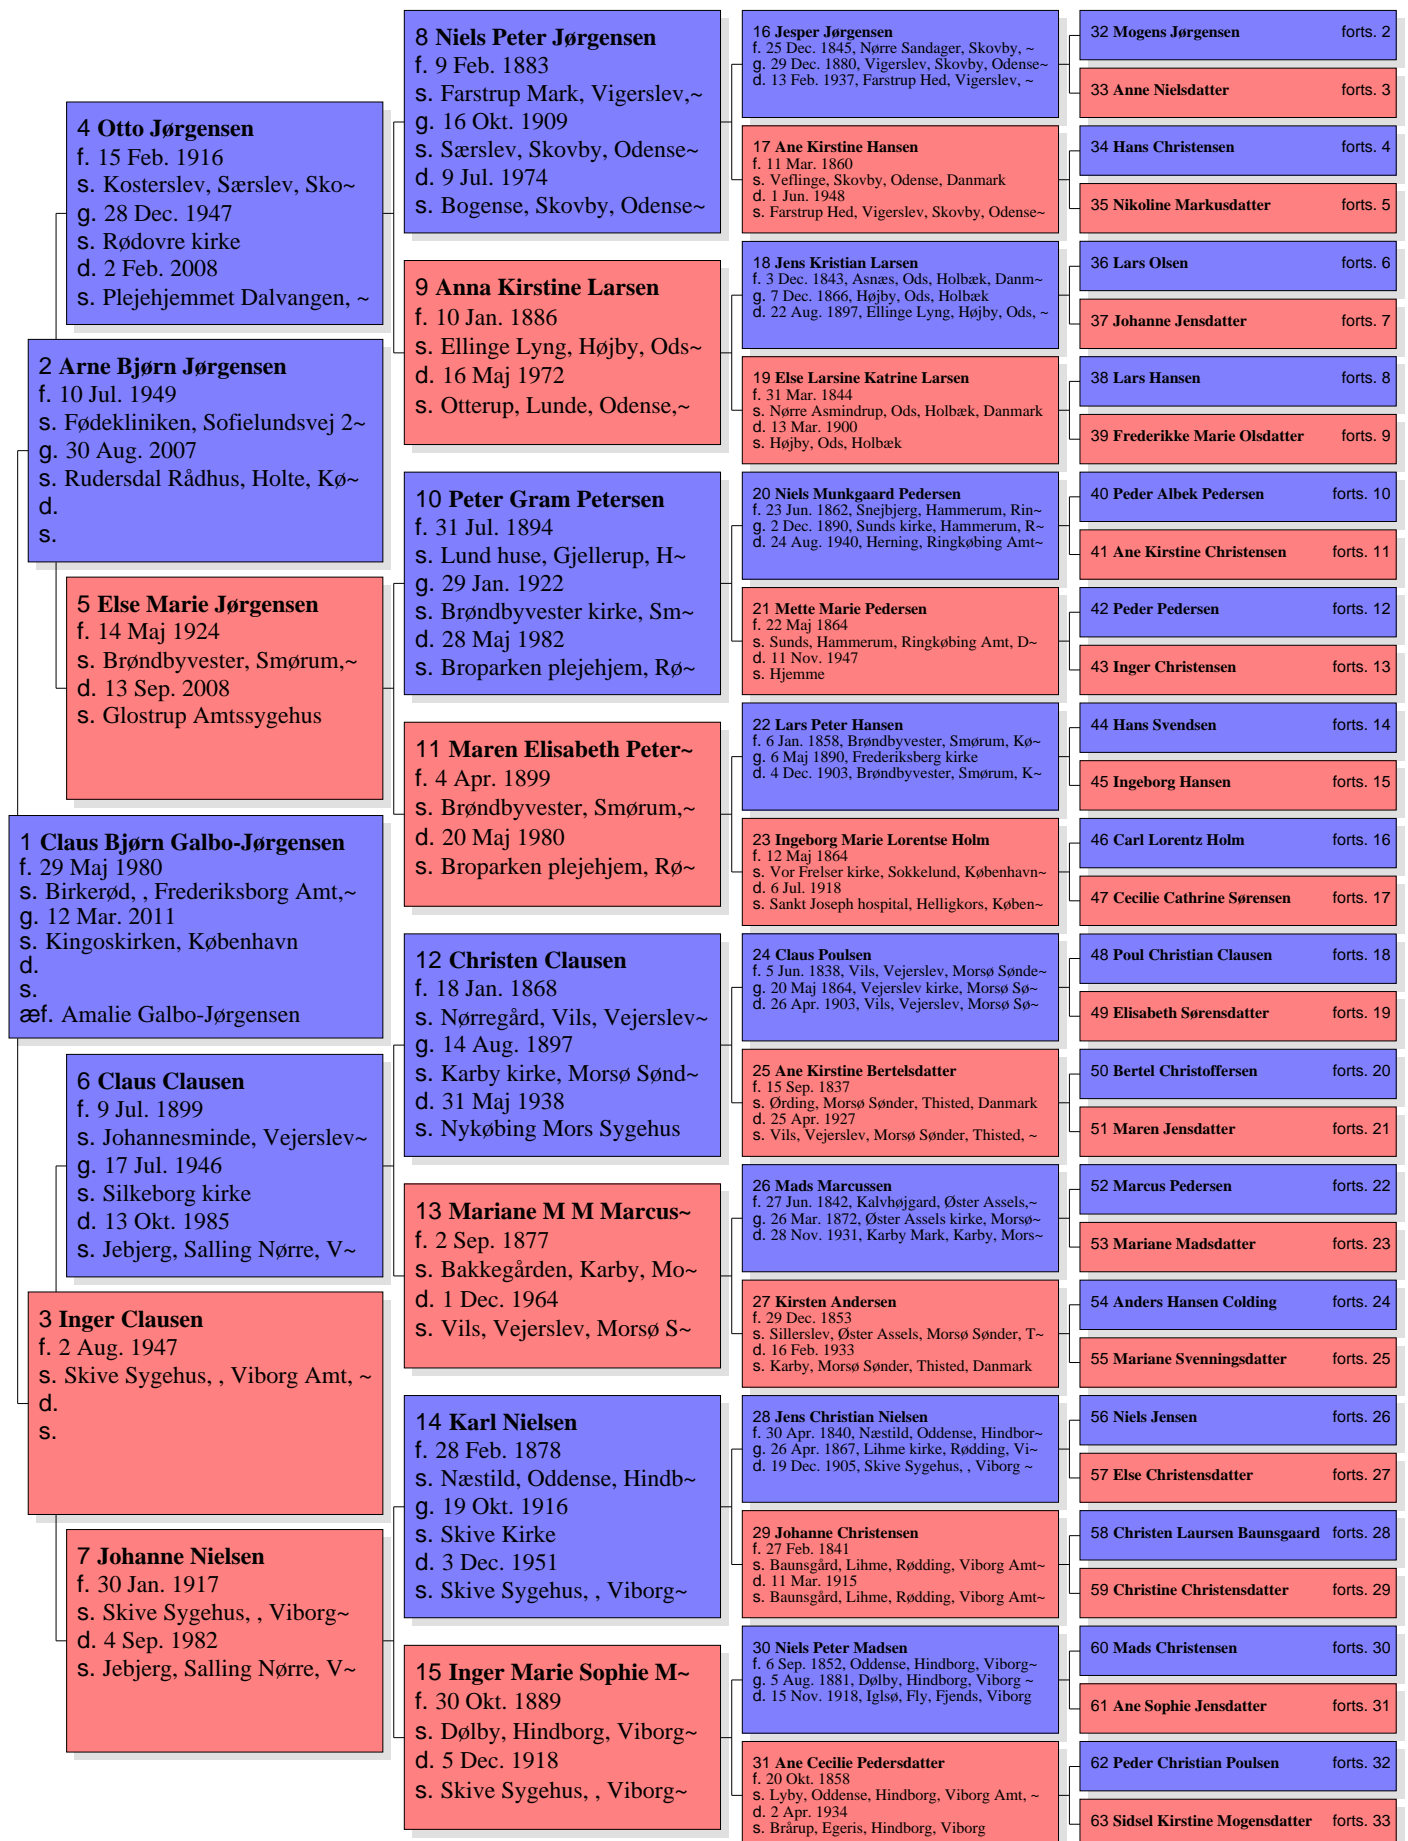 1 Claus Bjørn Galbo-Jørgensen
f. 29 Maj 1980
s. Birkerød, , Frederiksborg Amt,~
g. 12 Mar. 2011
s. Kingoskirken, København
d.
s.
æf. Amalie Galbo-Jørgensen
2 Arne Bjørn Jørgensen
f. 10 Jul. 1949
s. Fødekliniken, Sofielundsvej 2~
g. 30 Aug. 2007
s. Rudersdal Rådhus, Holte, Kø~
d.
s.
3 Inger Clausen
f. 2 Aug. 1947
s. Skive Sygehus, , Viborg Amt, ~
d.
s.
4 Otto Jørgensen
f. 15 Feb. 1916
s. Kosterslev, Særslev, Sko~
g. 28 Dec. 1947
s. Rødovre kirke
d. 2 Feb. 2008
s. Plejehjemmet Dalvangen, ~
5 Else Marie Jørgensen
f. 14 Maj 1924
s. Brøndbyvester, Smørum,~
d. 13 Sep. 2008
s. Glostrup Amtssygehus
6 Claus Clausen
f. 9 Jul. 1899
s. Johannesminde, Vejerslev~
g. 17 Jul. 1946
s. Silkeborg kirke
d. 13 Okt. 1985
s. Jebjerg, Salling Nørre, V~
7 Johanne Nielsen
f. 30 Jan. 1917
s. Skive Sygehus, , Viborg~
d. 4 Sep. 1982
s. Jebjerg, Salling Nørre, V~
8 Niels Peter Jørgensen
f. 9 Feb. 1883
s. Farstrup Mark, Vigerslev,~
g. 16 Okt. 1909
s. Særslev, Skovby, Odense~
d. 9 Jul. 1974
s. Bogense, Skovby, Odense~
9 Anna Kirstine Larsen
f. 10 Jan. 1886
s. Ellinge Lyng, Højby, Ods~
d. 16 Maj 1972
s. Otterup, Lunde, Odense,~
10 Peter Gram Petersen
f. 31 Jul. 1894
s. Lund huse, Gjellerup, H~
g. 29 Jan. 1922
s. Brøndbyvester kirke, Sm~
d. 28 Maj 1982
s. Broparken plejehjem, Rø~
11 Maren Elisabeth Peter~
f. 4 Apr. 1899
s. Brøndbyvester, Smørum,~
d. 20 Maj 1980
s. Broparken plejehjem, Rø~
12 Christen Clausen
f. 18 Jan. 1868
s. Nørregård, Vils, Vejerslev~
g. 14 Aug. 1897
s. Karby kirke, Morsø Sønd~
d. 31 Maj 1938
s. Nykøbing Mors Sygehus
13 Mariane M M Marcus~
f. 2 Sep. 1877
s. Bakkegården, Karby, Mo~
d. 1 Dec. 1964
s. Vils, Vejerslev, Morsø S~
14 Karl Nielsen
f. 28 Feb. 1878
s. Næstild, Oddense, Hindb~
g. 19 Okt. 1916
s. Skive Kirke
d. 3 Dec. 1951
s. Skive Sygehus, , Viborg~
15 Inger Marie Sophie M~
f. 30 Okt. 1889
s. Dølby, Hindborg, Viborg~
d. 5 Dec. 1918
s. Skive Sygehus, , Viborg~
16 Jesper Jørgensen
f. 25 Dec. 1845, Nørre Sandager, Skovby, ~
g. 29 Dec. 1880, Vigerslev, Skovby, Odense~
d. 13 Feb. 1937, Farstrup Hed, Vigerslev, ~
17 Ane Kirstine Hansen
f. 11 Mar. 1860
s. Veflinge, Skovby, Odense, Danmark
d. 1 Jun. 1948
s. Farstrup Hed, Vigerslev, Skovby, Odense~
18 Jens Kristian Larsen
f. 3 Dec. 1843, Asnæs, Ods, Holbæk, Danm~
g. 7 Dec. 1866, Højby, Ods, Holbæk
d. 22 Aug. 1897, Ellinge Lyng, Højby, Ods, ~
19 Else Larsine Katrine Larsen
f. 31 Mar. 1844
s. Nørre Asmindrup, Ods, Holbæk, Danmark
d. 13 Mar. 1900
s. Højby, Ods, Holbæk
20 Niels Munkgaard Pedersen
f. 23 Jun. 1862, Snejbjerg, Hammerum, Rin~
g. 2 Dec. 1890, Sunds kirke, Hammerum, R~
d. 24 Aug. 1940, Herning, Ringkøbing Amt~
21 Mette Marie Pedersen
f. 22 Maj 1864
s. Sunds, Hammerum, Ringkøbing Amt, D~
d. 11 Nov. 1947
s. Hjemme
22 Lars Peter Hansen
f. 6 Jan. 1858, Brøndbyvester, Smørum, Kø~
g. 6 Maj 1890, Frederiksberg kirke
d. 4 Dec. 1903, Brøndbyvester, Smørum, K~
23 Ingeborg Marie Lorentse Holm
f. 12 Maj 1864
s. Vor Frelser kirke, Sokkelund, København~
d. 6 Jul. 1918
s. Sankt Joseph hospital, Helligkors, Køben~
24 Claus Poulsen
f. 5 Jun. 1838, Vils, Vejerslev, Morsø Sønde~
g. 20 Maj 1864, Vejerslev kirke, Morsø Sø~
d. 26 Apr. 1903, Vils, Vejerslev, Morsø Sø~
25 Ane Kirstine Bertelsdatter
f. 15 Sep. 1837
s. Ørding, Morsø Sønder, Thisted, Danmark
d. 25 Apr. 1927
s. Vils, Vejerslev, Morsø Sønder, Thisted, ~
26 Mads Marcussen
f. 27 Jun. 1842, Kalvhøjgard, Øster Assels,~
g. 26 Mar. 1872, Øster Assels kirke, Morsø~
d. 28 Nov. 1931, Karby Mark, Karby, Mors~
27 Kirsten Andersen
f. 29 Dec. 1853
s. Sillerslev, Øster Assels, Morsø Sønder, T~
d. 16 Feb. 1933
s. Karby, Morsø Sønder, Thisted, Danmark
28 Jens Christian Nielsen
f. 30 Apr. 1840, Næstild, Oddense, Hindbor~
g. 26 Apr. 1867, Lihme kirke, Rødding, Vi~
d. 19 Dec. 1905, Skive Sygehus, , Viborg ~
29 Johanne Christensen
f. 27 Feb. 1841
s. Baunsgård, Lihme, Rødding, Viborg Amt~
d. 11 Mar. 1915
s. Baunsgård, Lihme, Rødding, Viborg Amt~
30 Niels Peter Madsen
f. 6 Sep. 1852, Oddense, Hindborg, Viborg~
g. 5 Aug. 1881, Dølby, Hindborg, Viborg ~
d. 15 Nov. 1918, Iglsø, Fly, Fjends, Viborg
31 Ane Cecilie Pedersdatter
f. 20 Okt. 1858
s. Lyby, Oddense, Hindborg, Viborg Amt, ~
d. 2 Apr. 1934
s. Brårup, Egeris, Hindborg, Viborg
32 Mogens Jørgensen forts. 2
33 Anne Nielsdatter forts. 3
34 Hans Christensen forts. 4
35 Nikoline Markusdatter forts. 5
36 Lars Olsen forts. 6
37 Johanne Jensdatter forts. 7
38 Lars Hansen forts. 8
39 Frederikke Marie Olsdatter forts. 9
40 Peder Albek Pedersen forts. 10
41 Ane Kirstine Christensen forts. 11
42 Peder Pedersen forts. 12
43 Inger Christensen forts. 13
44 Hans Svendsen forts. 14
45 Ingeborg Hansen forts. 15
46 Carl Lorentz Holm forts. 16
47 Cecilie Cathrine Sørensen forts. 17
48 Poul Christian Clausen forts. 18
49 Elisabeth Sørensdatter forts. 19
50 Bertel Christoffersen forts. 20
51 Maren Jensdatter forts. 21
52 Marcus Pedersen forts. 22
53 Mariane Madsdatter forts. 23
54 Anders Hansen Colding forts. 24
55 Mariane Svenningsdatter forts. 25
56 Niels Jensen forts. 26
57 Else Christensdatter forts. 27
58 Christen Laursen Baunsgaard forts. 28
59 Christine Christensdatter forts. 29
60 Mads Christensen forts. 30
61 Ane Sophie Jensdatter forts. 31
62 Peder Christian Poulsen forts. 32
63 Sidsel Kirstine Mogensdatter forts. 33